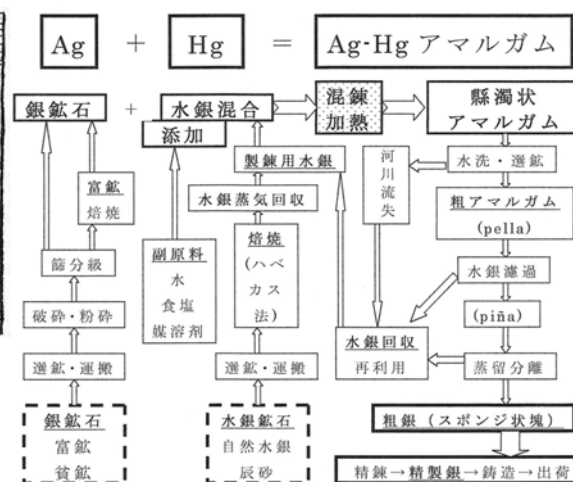 Ag + Hg = Ag-Hg アマルガム
銀鉱石 + 水銀混合
添加
混錬
加熱
懸濁状
アマルガム
製錬用水銀
河川流失
水洗・選鉱
富鉱
焙焼
水銀蒸気回収
粗アマルガム
(pella)
副原料
水
食塩
媒溶剤
焙焼
(ハベ
カス
法)
篩分級
水銀濾過
破砕・粉砕
(piña)
選鉱・運搬
選鉱・運搬
水銀回収
再利用
蒸留分離
銀鉱石
富鉱
貧鉱
水銀鉱石
自然水銀
辰砂
粗銀（スポンジ状塊）
精錬→精製銀→鋳造→出荷